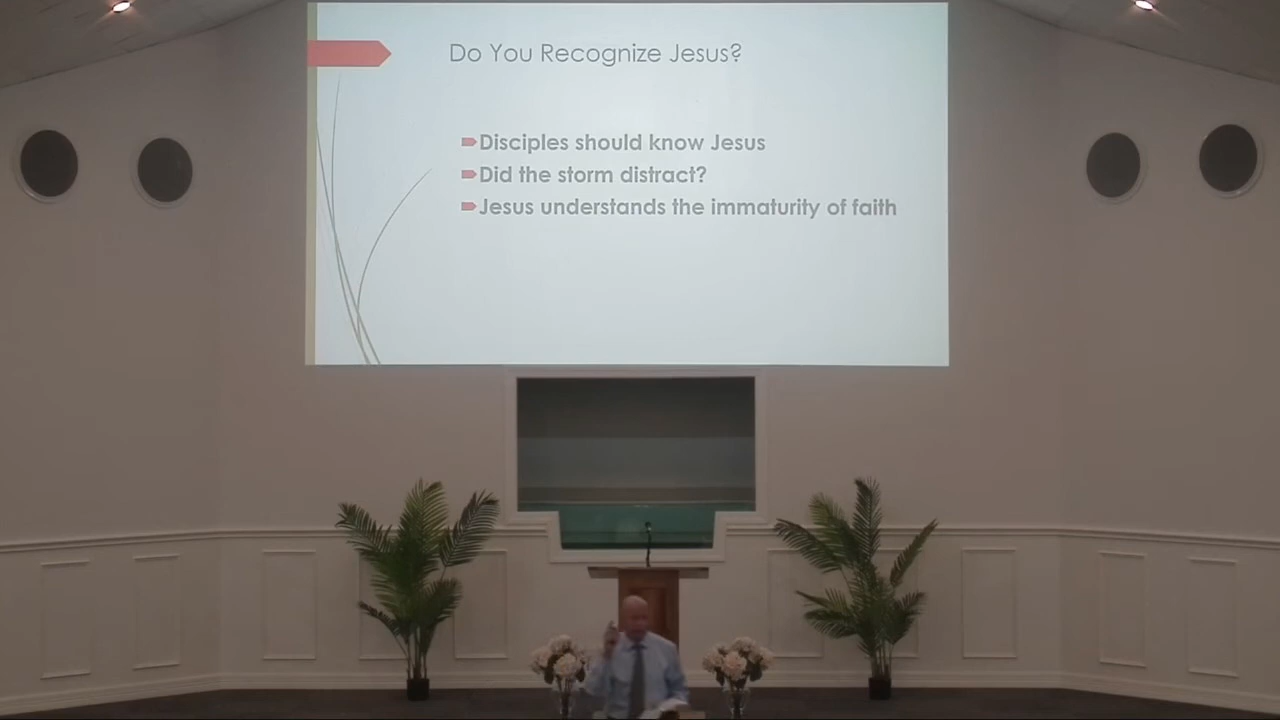 Do You Recognize Jesus?
Disciples should know Jesus
Did the storm distract?
Jesus understands the immaturity of faith